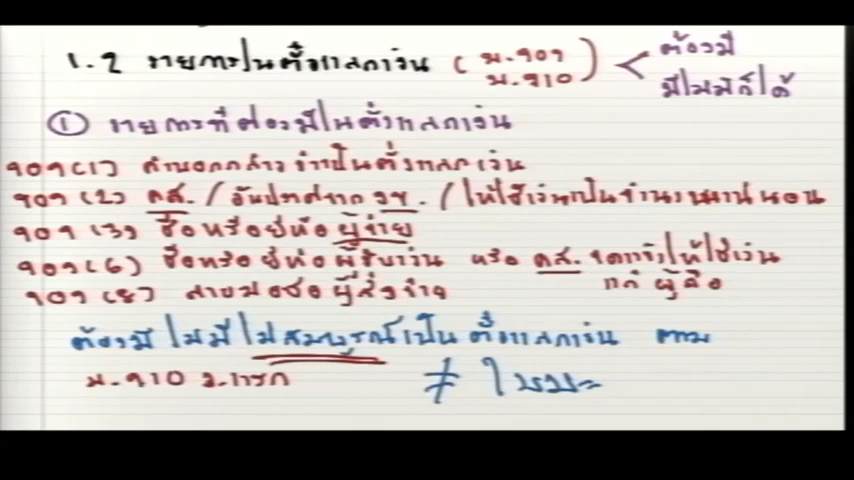 1.2 รายการในตั๋วแลกเงิน (ม.909 ม.910) < ต้องมี
มีไม่มีก็ได้
① รายการที่ต้องมีในตั๋วแลกเงิน
909(1) คำบอกกล่าวว่าเป็นตั๋วแลกเงิน
909 (2) คส. / อันปราศจาก งข. / ให้ใช้เงินเป็นจำนวนแน่นอน
909 (3) ชื่อหรือยี่ห้อผู้จ่าย
909(6) ชื่อหรือยี่ห้อผู้รับเงิน หรือ คส. จดแจ้งให้ใช้เงิน
แก่ ผู้ถือ
909 (8) ลายมือชื่อ ผู้สั่งจ่าย
ต้องมี ไม่มี ไม่สมบูรณ์เป็น ตั๋วแลกเงิน ตาม
ม.910 ว.แรก ≠ โมฆะ